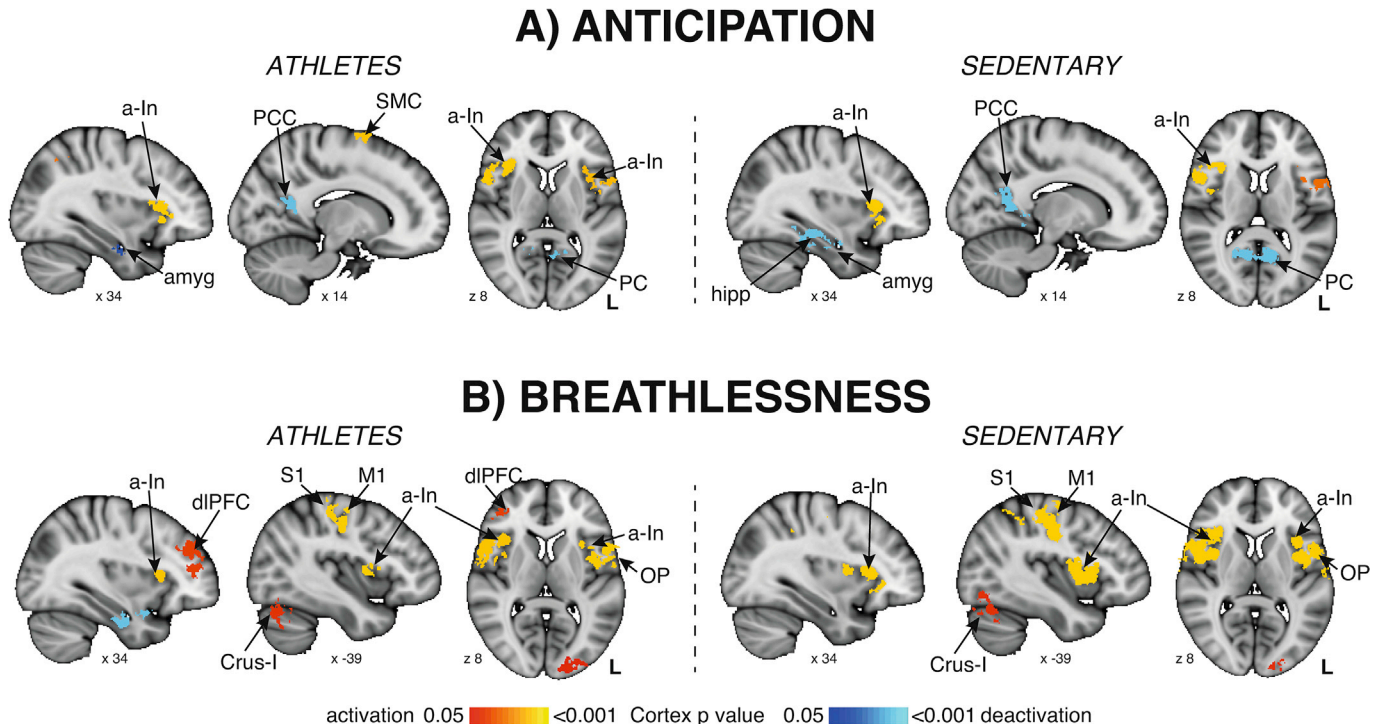 A) ANTICIPATION
ATHLETES
SEDENTARY
a-In
PCC
SMC
a-In
a-In
amyg
PC
x 34
x 14
z 8
L
a-In
PCC
a-In
hipp
amyg
PC
x 34
x 14
z 8
L
B) BREATHLESSNESS
ATHLETES
SEDENTARY
a-In
dlPFC
S1
M1
a-In
dlPFC
a-In
OP
Crus-I
x 34
x -39
z 8
L
a-In
S1
M1
a-In
a-In
OP
Crus-I
x 34
x -39
z 8
L
activation 0.05 <0.001 Cortex p value 0.05 <0.001 deactivation